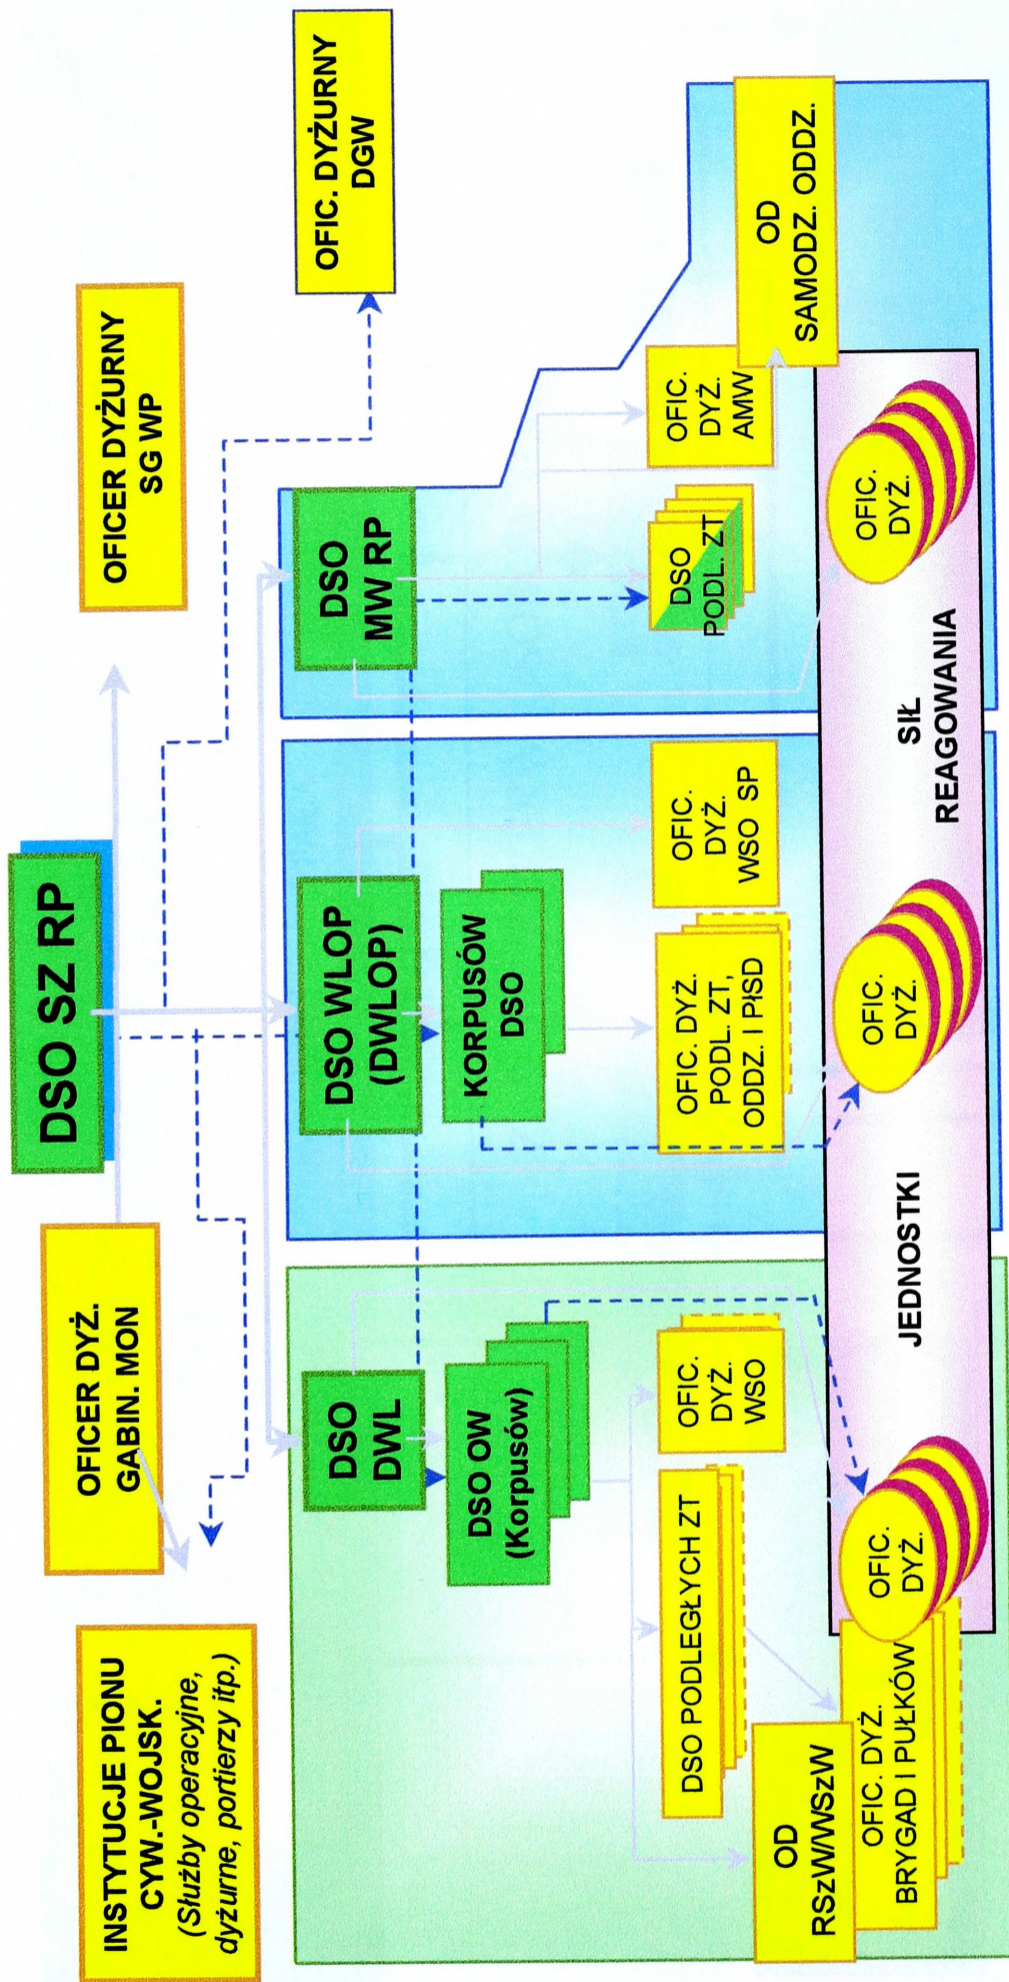 DSO SZ RP
OFICER DYŻ.
GABIN. MON
OFICER DYŻURNY
SG WP
INSTYTUCJE PIONU
CYW.-WOJSK.
(Służby operacyjne,
dyżurne, portierzy itp.)
OFIC. DYŻURNY
DGW
DSO
DWL
DSO WLOP
(DWLOP)
DSO
MW RP
DSO OW
(Korpusów)
KORPUSÓW
DSO
DSO PODLEGŁYCH ZT
OFIC.
DYŻ.
WSO
OFIC. DYŻ.
PODL. ZT,
ODDZ. I PłSD
OFIC.
DYŻ.
WSO SP
DSO
PODL. ZT
OFIC.
DYŻ.
AMW
OD
RSzW/WSzW
OD
SAMODZ. ODDZ.
OFIC. DYŻ.
BRYGAD I PUŁKÓW
OFIC.
DYŻ.
JEDNOSTKI
OFIC.
DYŻ.
SIŁ
REAGOWANIA
OFIC.
DYŻ.